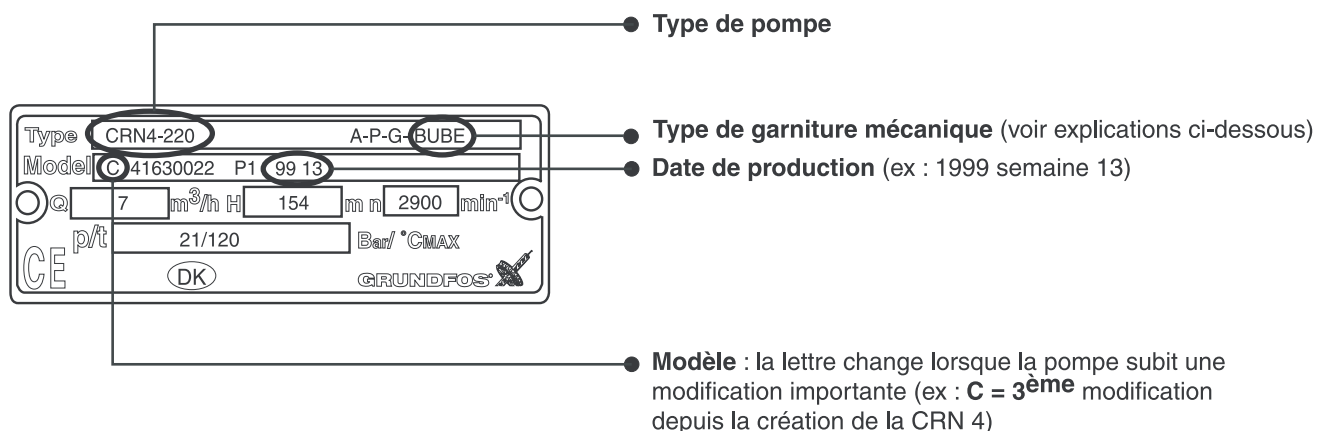 Type de pompe
Type CRN4-220 A-P-G-BUBE
Type de garniture mécanique (voir explications ci-dessous)
Model C 41630022 P1 99 13
Date de production (ex : 1999 semaine 13)
Q 7 m³/h H 154 m n 2900 min⁻¹
p/t 21/120 Bar/ °CMAX
CE DK GRUNDFOS
Modèle : la lettre change lorsque la pompe subit une
modification importante (ex : C = 3ème modification
depuis la création de la CRN 4)